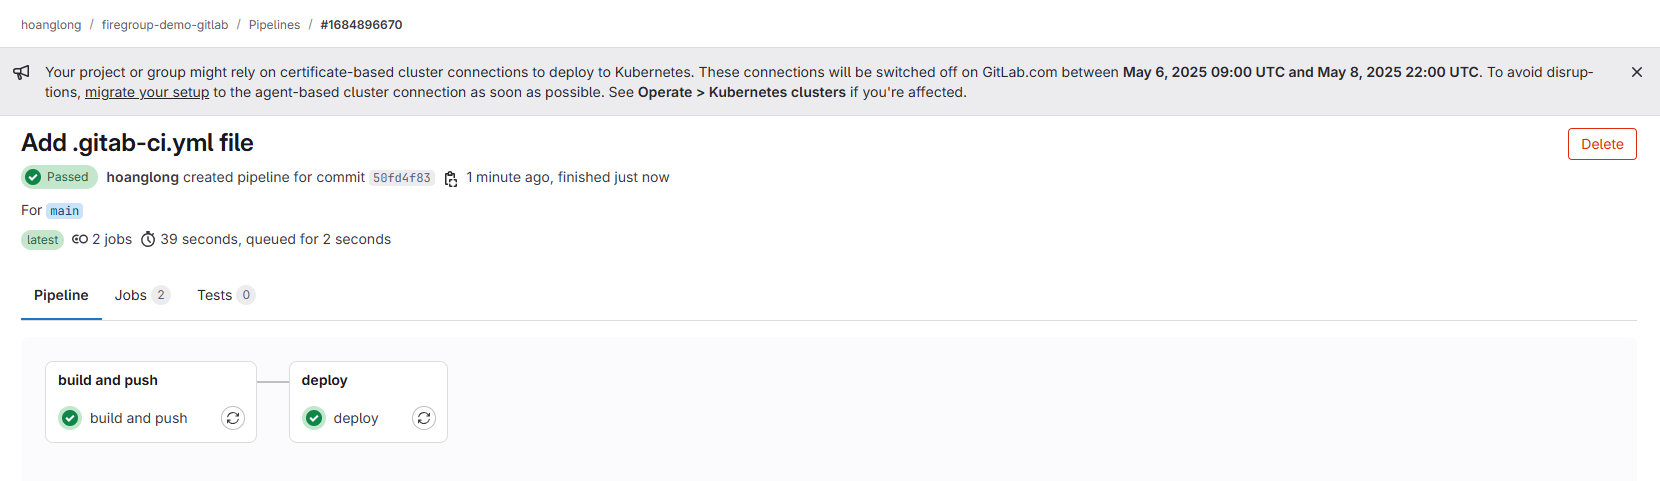 hoanglong / firegroup-demo-gitlab / Pipelines / #1684896670
Your project or group might rely on certificate-based cluster connections to deploy to Kubernetes. These connections will be switched off on GitLab.com between May 6, 2025 09:00 UTC and May 8, 2025 22:00 UTC. To avoid disrup-
tions, migrate your setup to the agent-based cluster connection as soon as possible. See Operate > Kubernetes clusters if you're affected.
Add .gitab-ci.yml file
Delete
Passed hoanglong created pipeline for commit 50fd4f83 1 minute ago, finished just now
For main
latest 2 jobs 39 seconds, queued for 2 seconds
Pipeline Jobs 2 Tests 0
build and push
build and push
deploy
deploy